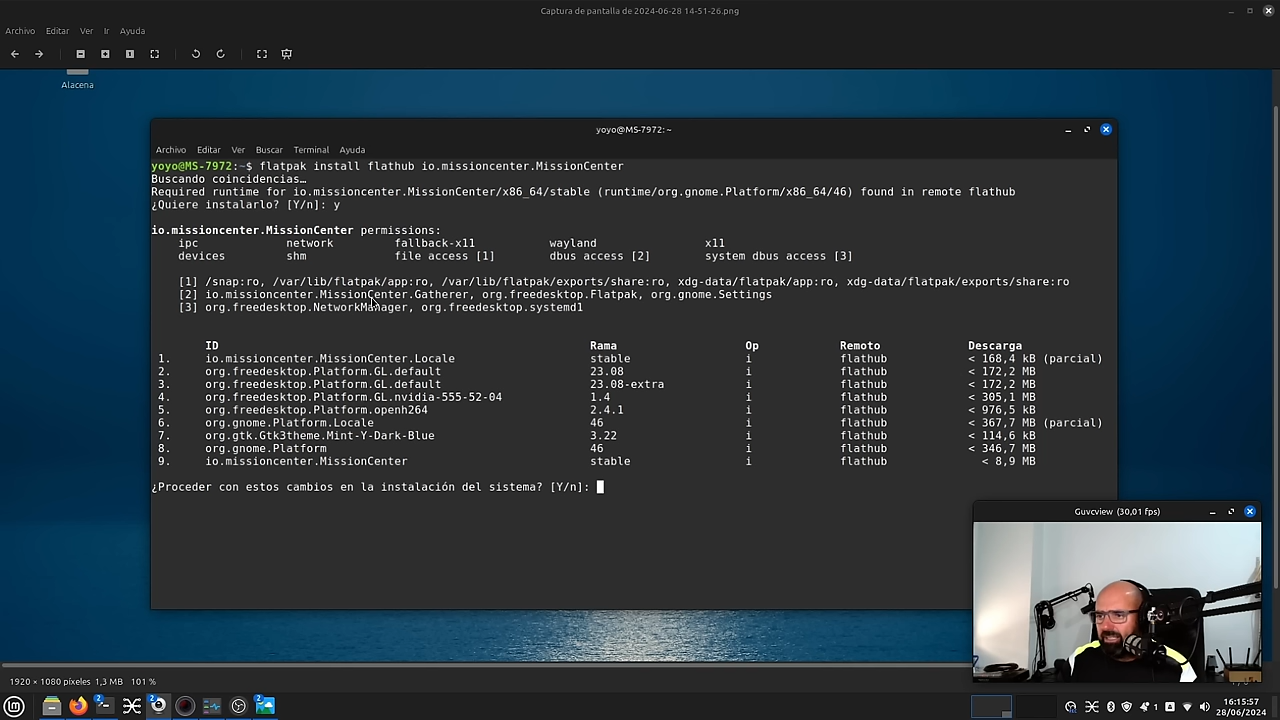 Captura de pantalla de 2024-06-28 14-51-26.png
Archivo Editar Ver Ir Ayuda
Alacena
yoyo@MS-7972: ~
Archivo Editar Ver Buscar Terminal Ayuda
yoyo@MS-7972:~$ flatpak install flathub io.missioncenter.MissionCenter
Buscando coincidencias…
Required runtime for io.missioncenter.MissionCenter/x86_64/stable (runtime/org.gnome.Platform/x86_64/46) found in remote flathub
¿Quiere instalarlo? [Y/n]: y
io.missioncenter.MissionCenter permissions:
ipc network fallback-x11 wayland x11
devices shm file access [1] dbus access [2] system dbus access [3]
[1] /snap:ro, /var/lib/flatpak/app:ro, /var/lib/flatpak/exports/share:ro, xdg-data/flatpak/app:ro, xdg-data/flatpak/exports/share:ro
[2] io.missioncenter.MissionCenter.Gatherer, org.freedesktop.Flatpak, org.gnome.Settings
[3] org.freedesktop.NetworkManager, org.freedesktop.systemd1
ID Rama Op Remoto Descarga
1. io.missioncenter.MissionCenter.Locale stable i flathub < 168,4 kB (parcial)
2. org.freedesktop.Platform.GL.default 23.08 i flathub < 172,2 MB
3. org.freedesktop.Platform.GL.default 23.08-extra i flathub < 172,2 MB
4. org.freedesktop.Platform.GL.nvidia-555-52-04 1.4 i flathub < 305,1 MB
5. org.freedesktop.Platform.openh264 2.4.1 i flathub < 976,5 kB
6. org.gnome.Platform.Locale 46 i flathub < 367,7 MB (parcial)
7. org.gtk.Gtk3theme.Mint-Y-Dark-Blue 3.22 i flathub < 114,6 kB
8. org.gnome.Platform 46 i flathub < 346,7 MB
9. io.missioncenter.MissionCenter stable i flathub < 8,9 MB
¿Proceder con estos cambios en la instalación del sistema? [Y/n]:
Guvcview (30,01 fps)
1920 × 1080 píxeles 1,3 MB 101 %
2 2 2 1 16:15:57
28/06/2024